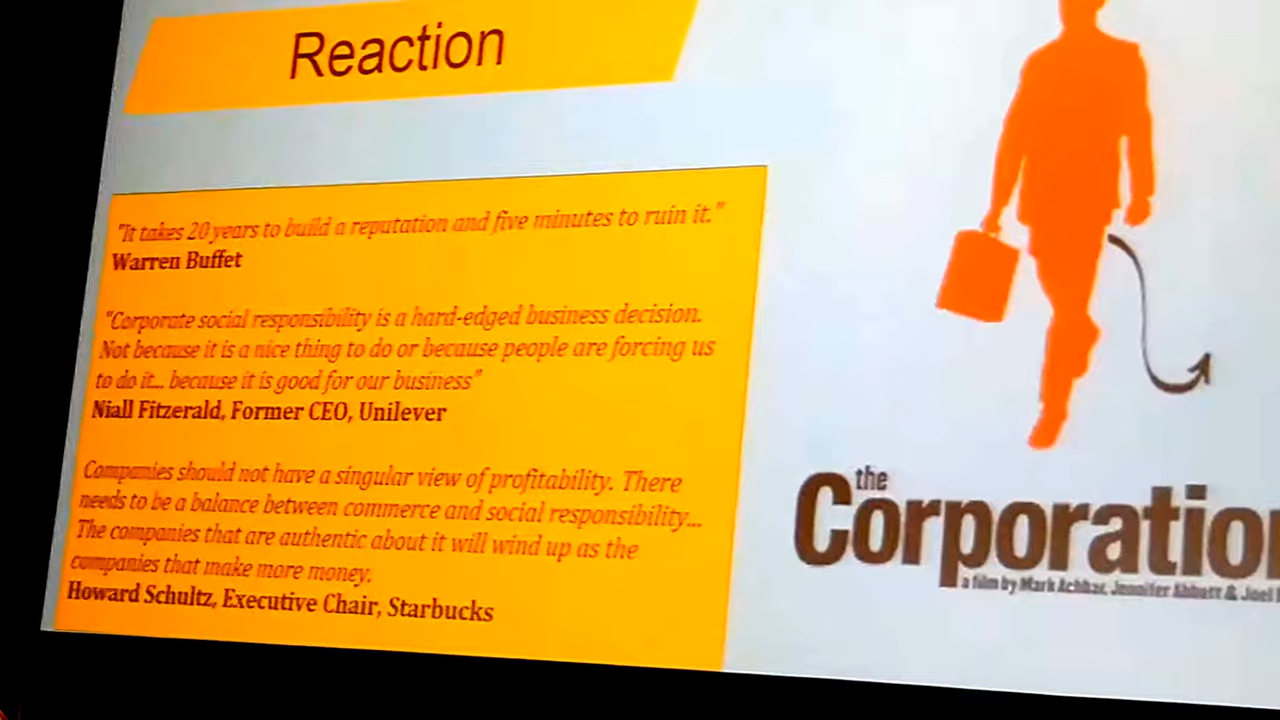 Reaction
"It takes 20 years to build a reputation and five minutes to ruin it."
Warren Buffet
"Corporate social responsibility is a hard-edged business decision.
Not because it is a nice thing to do or because people are forcing us
to do it... because it is good for our business"
Niall Fitzerald, Former CEO, Unilever
Companies should not have a singular view of profitability. There
needs to be a balance between commerce and social responsibility...
The companies that are authentic about it will wind up as the
companies that make more money.
Howard Schultz, Executive Chair, Starbucks
the
Corporation
a film by Mark Achbar, Jennifer Abbott & Joel